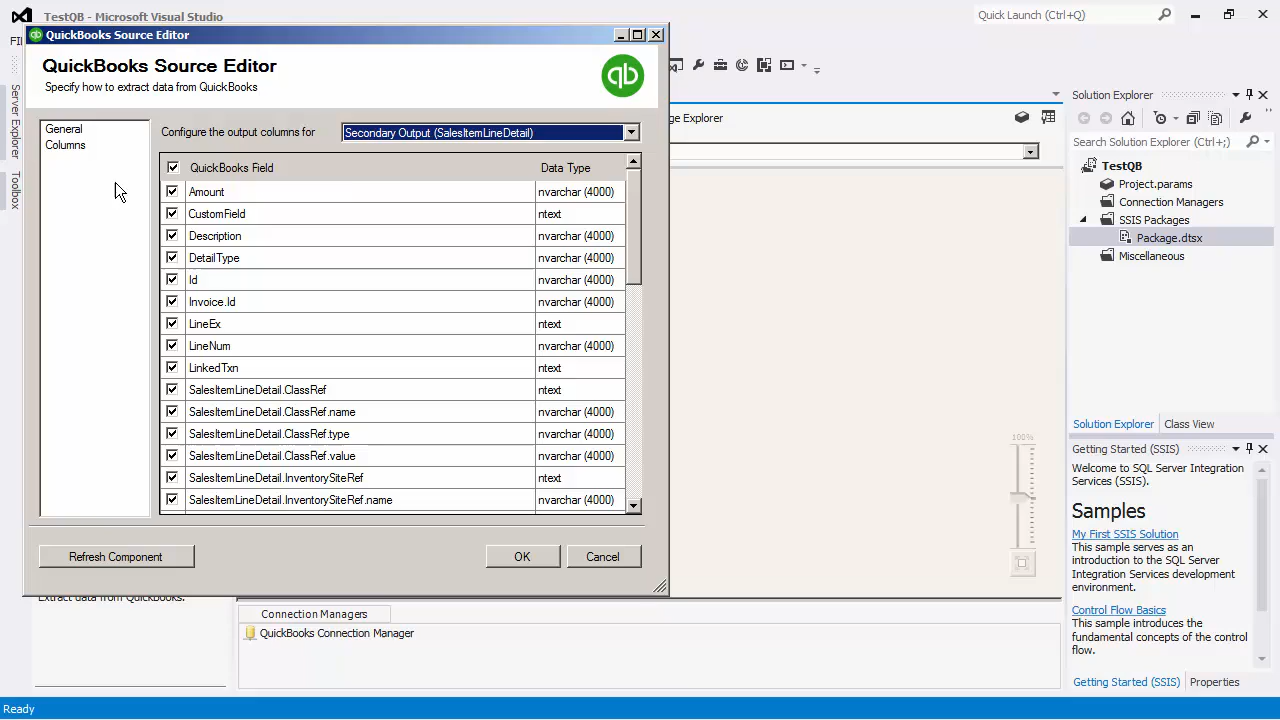 TestQB - Microsoft Visual Studio
Quick Launch (Ctrl+Q)
FI
QuickBooks Source Editor
QuickBooks Source Editor
Specify how to extract data from QuickBooks
qb
General
Columns
Configure the output columns for
Secondary Output (SalesItemLineDetail)
QuickBooks Field Data Type
Amount nvarchar (4000)
CustomField ntext
Description nvarchar (4000)
DetailType nvarchar (4000)
Id nvarchar (4000)
Invoice.Id nvarchar (4000)
LineEx ntext
LineNum nvarchar (4000)
LinkedTxn ntext
SalesItemLineDetail.ClassRef ntext
SalesItemLineDetail.ClassRef.name nvarchar (4000)
SalesItemLineDetail.ClassRef.type nvarchar (4000)
SalesItemLineDetail.ClassRef.value nvarchar (4000)
SalesItemLineDetail.InventorySiteRef ntext
SalesItemLineDetail.InventorySiteRef.name nvarchar (4000)
Refresh Component
OK
Cancel
Server Explorer
Toolbox
age Explorer
100%
Extract data from QuickBooks.
Connection Managers
QuickBooks Connection Manager
Solution Explorer
Search Solution Explorer (Ctrl+;)
TestQB
Project.params
Connection Managers
SSIS Packages
Package.dtsx
Miscellaneous
Solution Explorer Class View
Getting Started (SSIS)
Welcome to SQL Server Integration
Services (SSIS).
Samples
My First SSIS Solution
This sample serves as an
introduction to the SQL Server
Integration Services development
environment.
Control Flow Basics
This sample introduces the
fundamental concepts of the control
flow.
Getting Started (SSIS) Properties
Ready